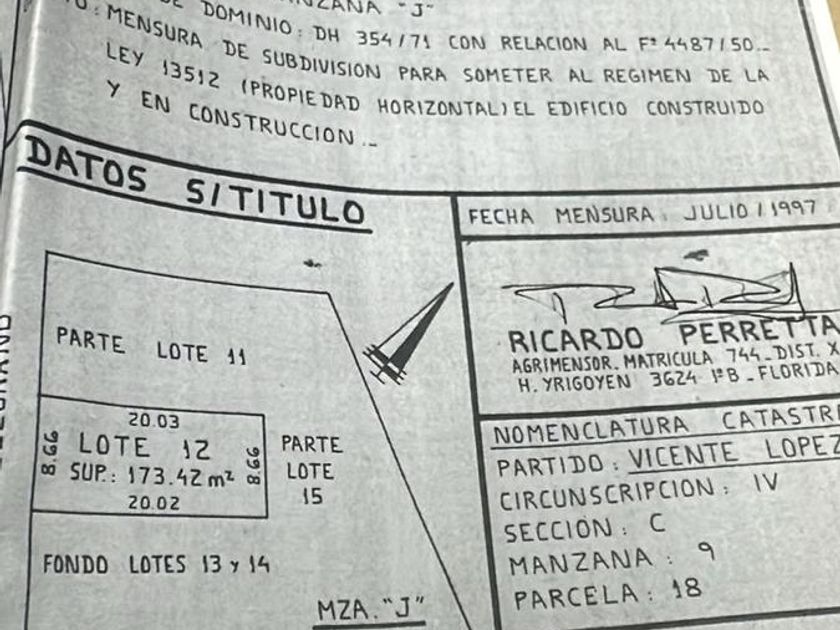 MANZANA "J"
DOMINIO: DH 354/71 CON RELACION AL Fº 4487/50..
MENSURA DE SUBDIVISION PARA SOMETER AL REGIMEN DE LA
LEY 13512 (PROPIEDAD HORIZONTAL) EL EDIFICIO CONSTRUIDO
Y EN CONSTRUCCION ..
DATOS S/TITULO
FECHA MENSURA: JULIO/1997
PARTE LOTE 11
20.03
8.66
LOTE 12
SUP.: 173.42 m²
8.66
20.02
PARTE
LOTE
15
FONDO LOTES 13 y 14
MZA. "J"
RICARDO PERRETTA
AGRIMENSOR. MATRICULA 744_DIST. X
H. YRIGOYEN 3624 1ºB_FLORIDA
NOMENCLATURA CATASTR
PARTIDO: VICENTE LOPEZ
CIRCUNSCRIPCION: IV
SECCION: C
MANZANA: 9
PARCELA: 18